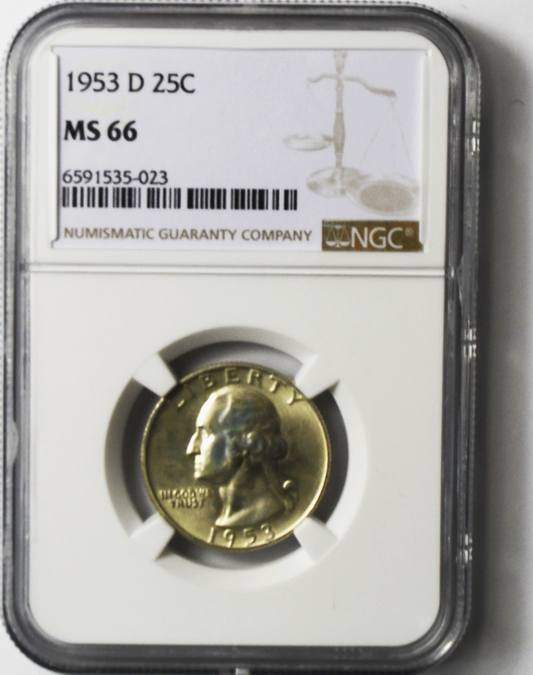 1953 D 25C
MS 66
6591535-023
NUMISMATIC GUARANTY COMPANY
NGC®
LIBERTY
IN GOD WE
TRUST
1953